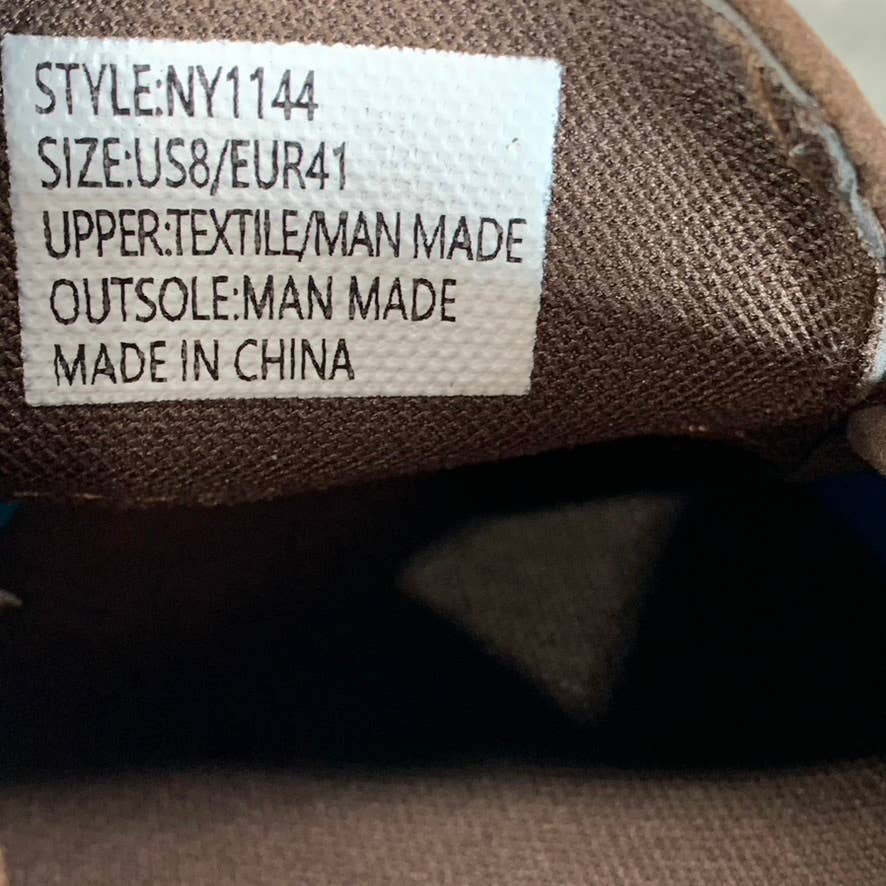 STYLE:NY1144
SIZE:US8/EUR41
UPPER:TEXTILE/MAN MADE
OUTSOLE:MAN MADE
MADE IN CHINA